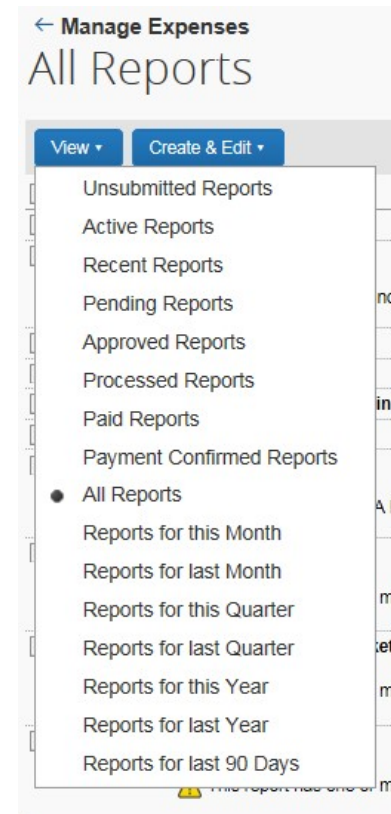 ← Manage Expenses
All Reports
View ▾ Create & Edit ▾
Unsubmitted Reports
Active Reports
Recent Reports
Pending Reports
Approved Reports
Processed Reports
Paid Reports
Payment Confirmed Reports
● All Reports
Reports for this Month
Reports for last Month
Reports for this Quarter
Reports for last Quarter
Reports for this Year
Reports for last Year
Reports for last 90 Days